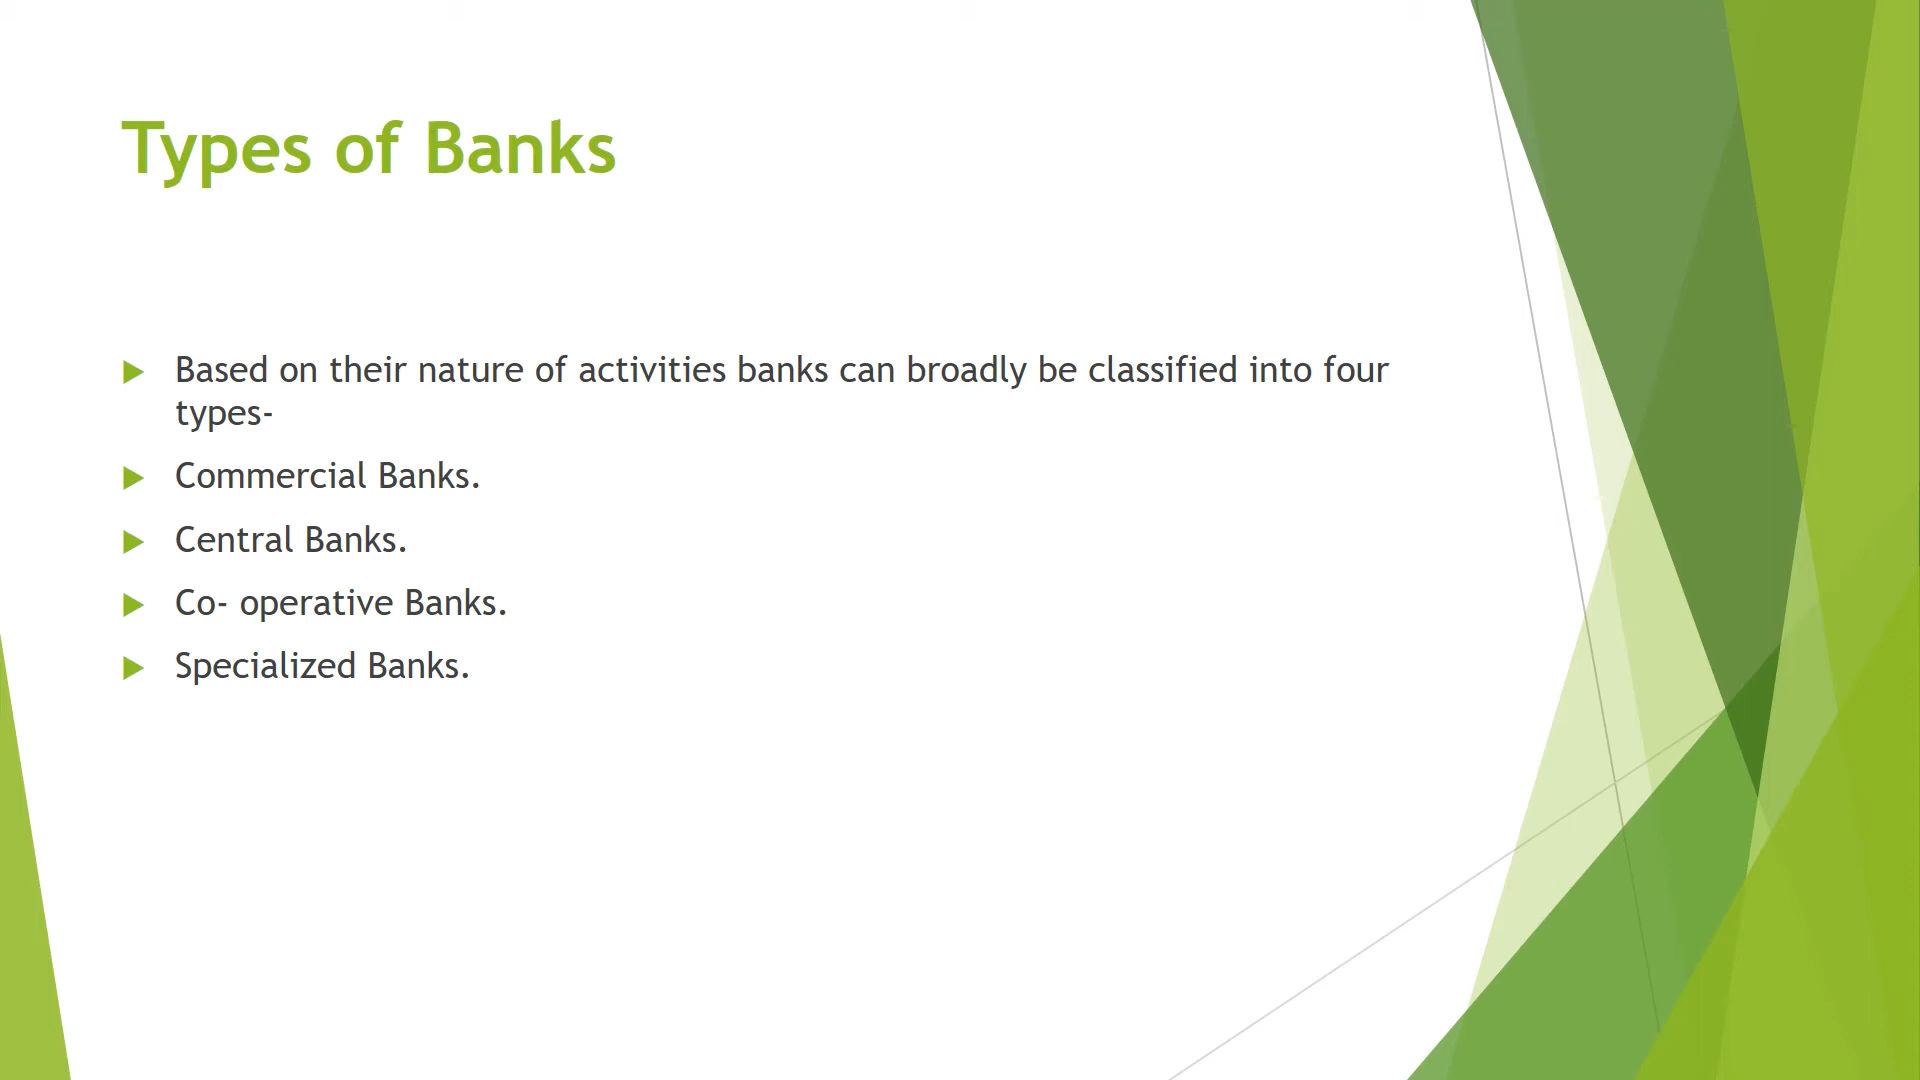 Types of Banks
Based on their nature of activities banks can broadly be classified into four
types-
Commercial Banks.
Central Banks.
Co- operative Banks.
Specialized Banks.